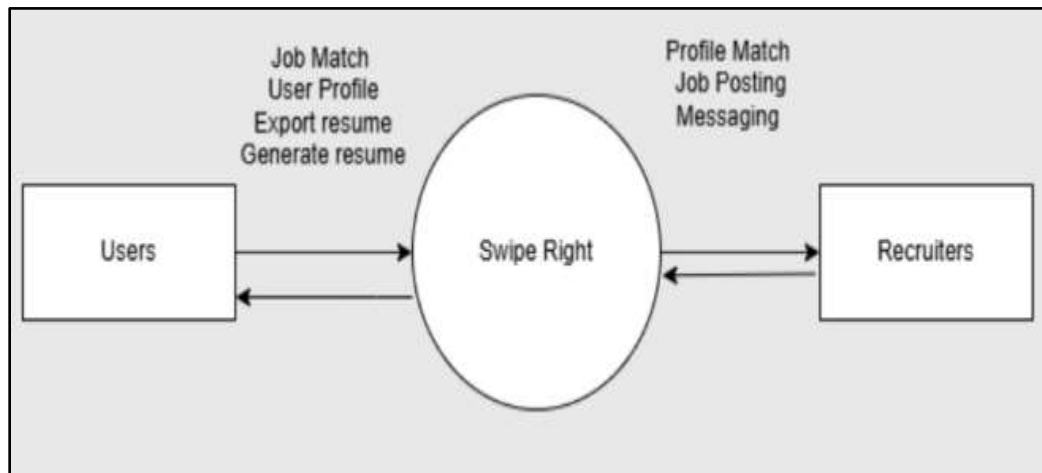 Job Match
User Profile
Export resume
Generate resume
Profile Match
Job Posting
Messaging
Users
Swipe Right
Recruiters